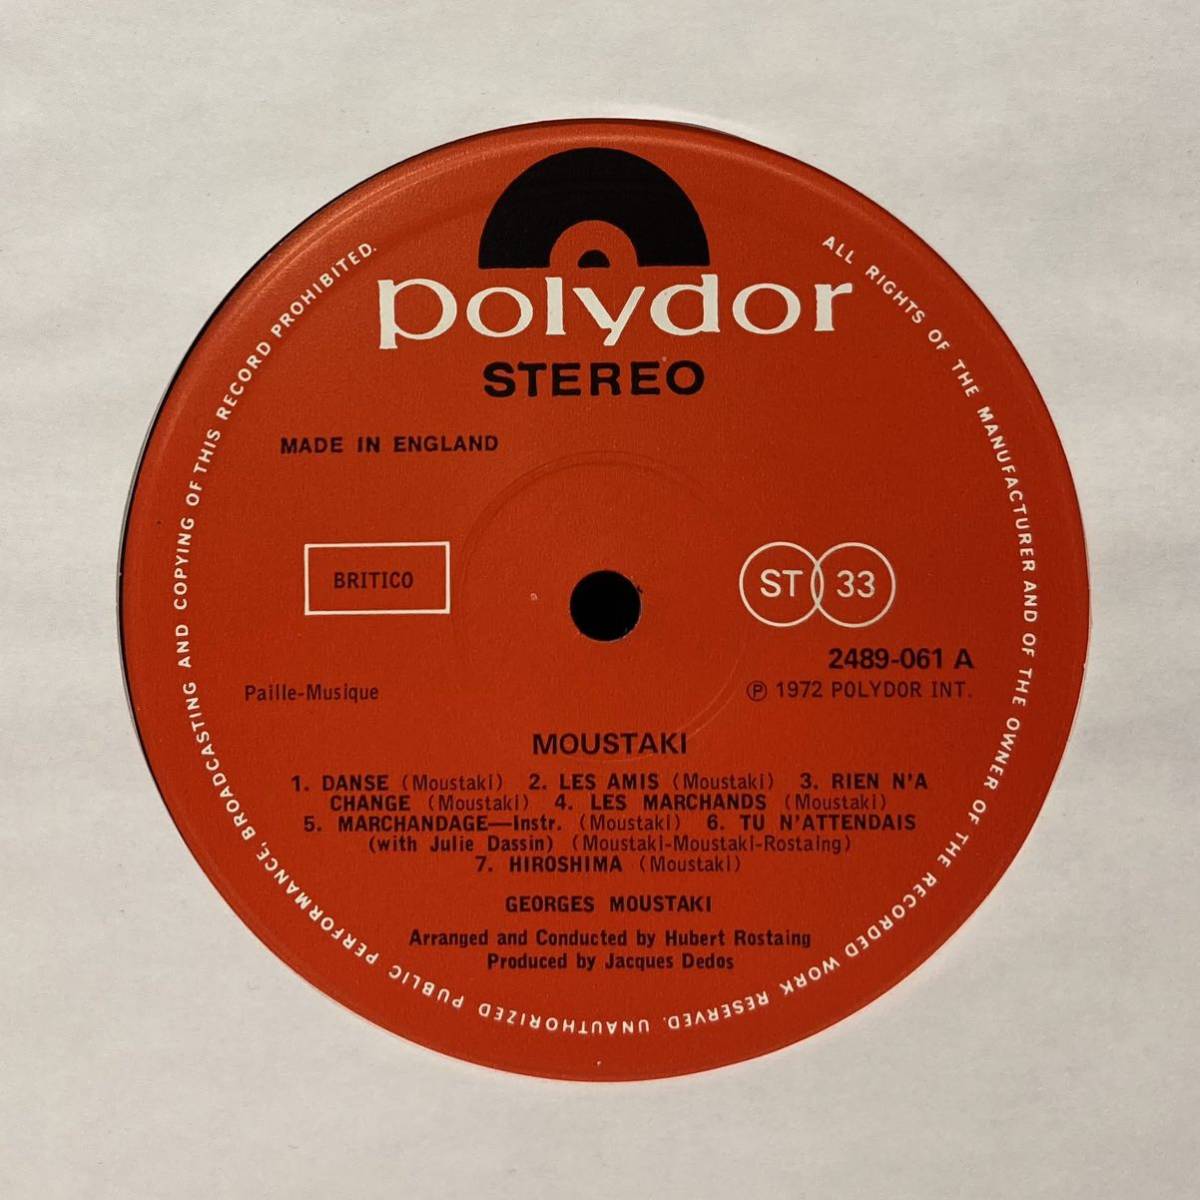 polydor
STEREO
MADE IN ENGLAND
BRITICO
ST 33
2489-061 A
Paille-Musique
℗ 1972 POLYDOR INT.
MOUSTAKI
1. DANSE (Moustaki) 2. LES AMIS (Moustaki) 3. RIEN N'A
CHANGE (Moustaki) 4. LES MARCHANDS (Moustaki)
5. MARCHANDAGE—Instr. (Moustaki) 6. TU N'ATTENDAIS
(with Julie Dassin) (Moustaki-Moustaki-Rostaing)
7. HIROSHIMA (Moustaki)
GEORGES MOUSTAKI
Arranged and Conducted by Hubert Rostaing
Produced by Jacques Dedos
ALL RIGHTS OF THE MANUFACTURER AND OF THE OWNER OF THE RECORDED WORK RESERVED. UNAUTHORIZED PUBLIC PERFORMANCE, BROADCASTING AND COPYING OF THIS RECORD PROHIBITED.